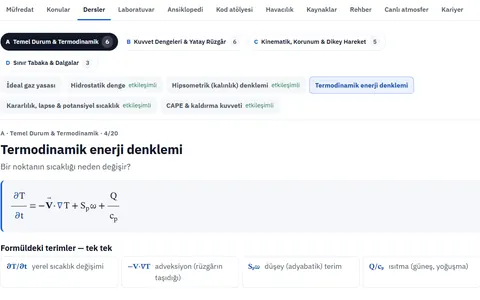 Müfredat Konular Dersler Laboratuvar Ansiklopedi Kod atölyesi Havacılık Kaynaklar Rehber Canlı atmosfer Kariyer
A Temel Durum & Termodinamik 6 B Kuvvet Dengeleri & Yatay Rüzgâr 6 C Kinematik, Korunum & Dikey Hareket 5
D Sınır Tabaka & Dalgalar 3
İdeal gaz yasası Hidrostatik denge etkileşimli Hipsometrik (kalınlık) denklemi etkileşimli Termodinamik enerji denklemi
Kararlılık, lapse & potansiyel sıcaklık etkileşimli CAPE & kaldırma kuvveti etkileşimli
A · Temel Durum & Termodinamik · 4/20
Termodinamik enerji denklemi
Bir noktanın sıcaklığı neden değişir?
∂T/∂t = −V⃗·∇T + Sₚω + Q/cₚ
Formüldeki terimler — tek tek
∂T/∂t yerel sıcaklık değişimi −V·∇T adveksiyon (rüzgârın Sₚω düşey (adyabatik) terim Q/cₚ ısıtma (güneş, yoğuşma)
taşıdığı)